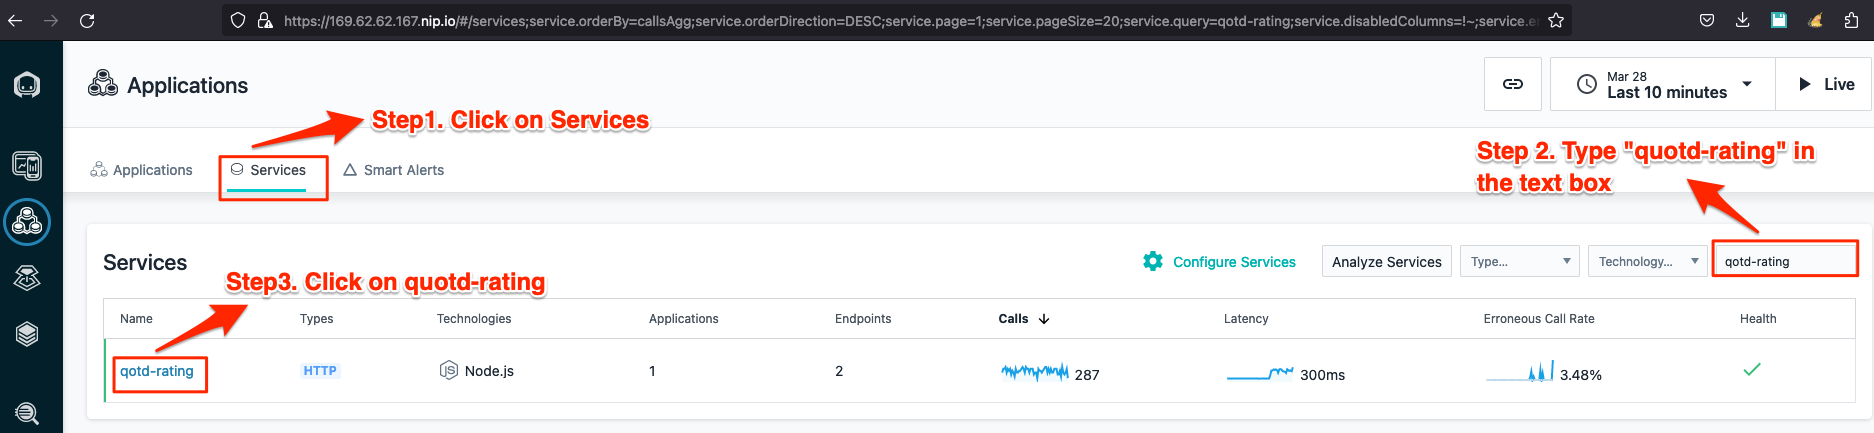 https://169.62.62.167.nip.io/#/services;service.orderBy=callsAgg;service.orderDirection=DESC;service.page=1;service.pageSize=20;service.query=qotd-rating;service.disabledColumns=!~;service.er
Applications
Mar 28
Last 10 minutes
Live
Step1. Click on Services
Step 2. Type "quotd-rating" in
the text box
Applications
Services
Smart Alerts
Services
Configure Services
Analyze Services
Type...
Technology...
qotd-rating
Step3. Click on quotd-rating
Name Types Technologies Applications Endpoints Calls Latency Erroneous Call Rate Health
qotd-rating HTTP Node.js 1 2 287 300ms 3.48%